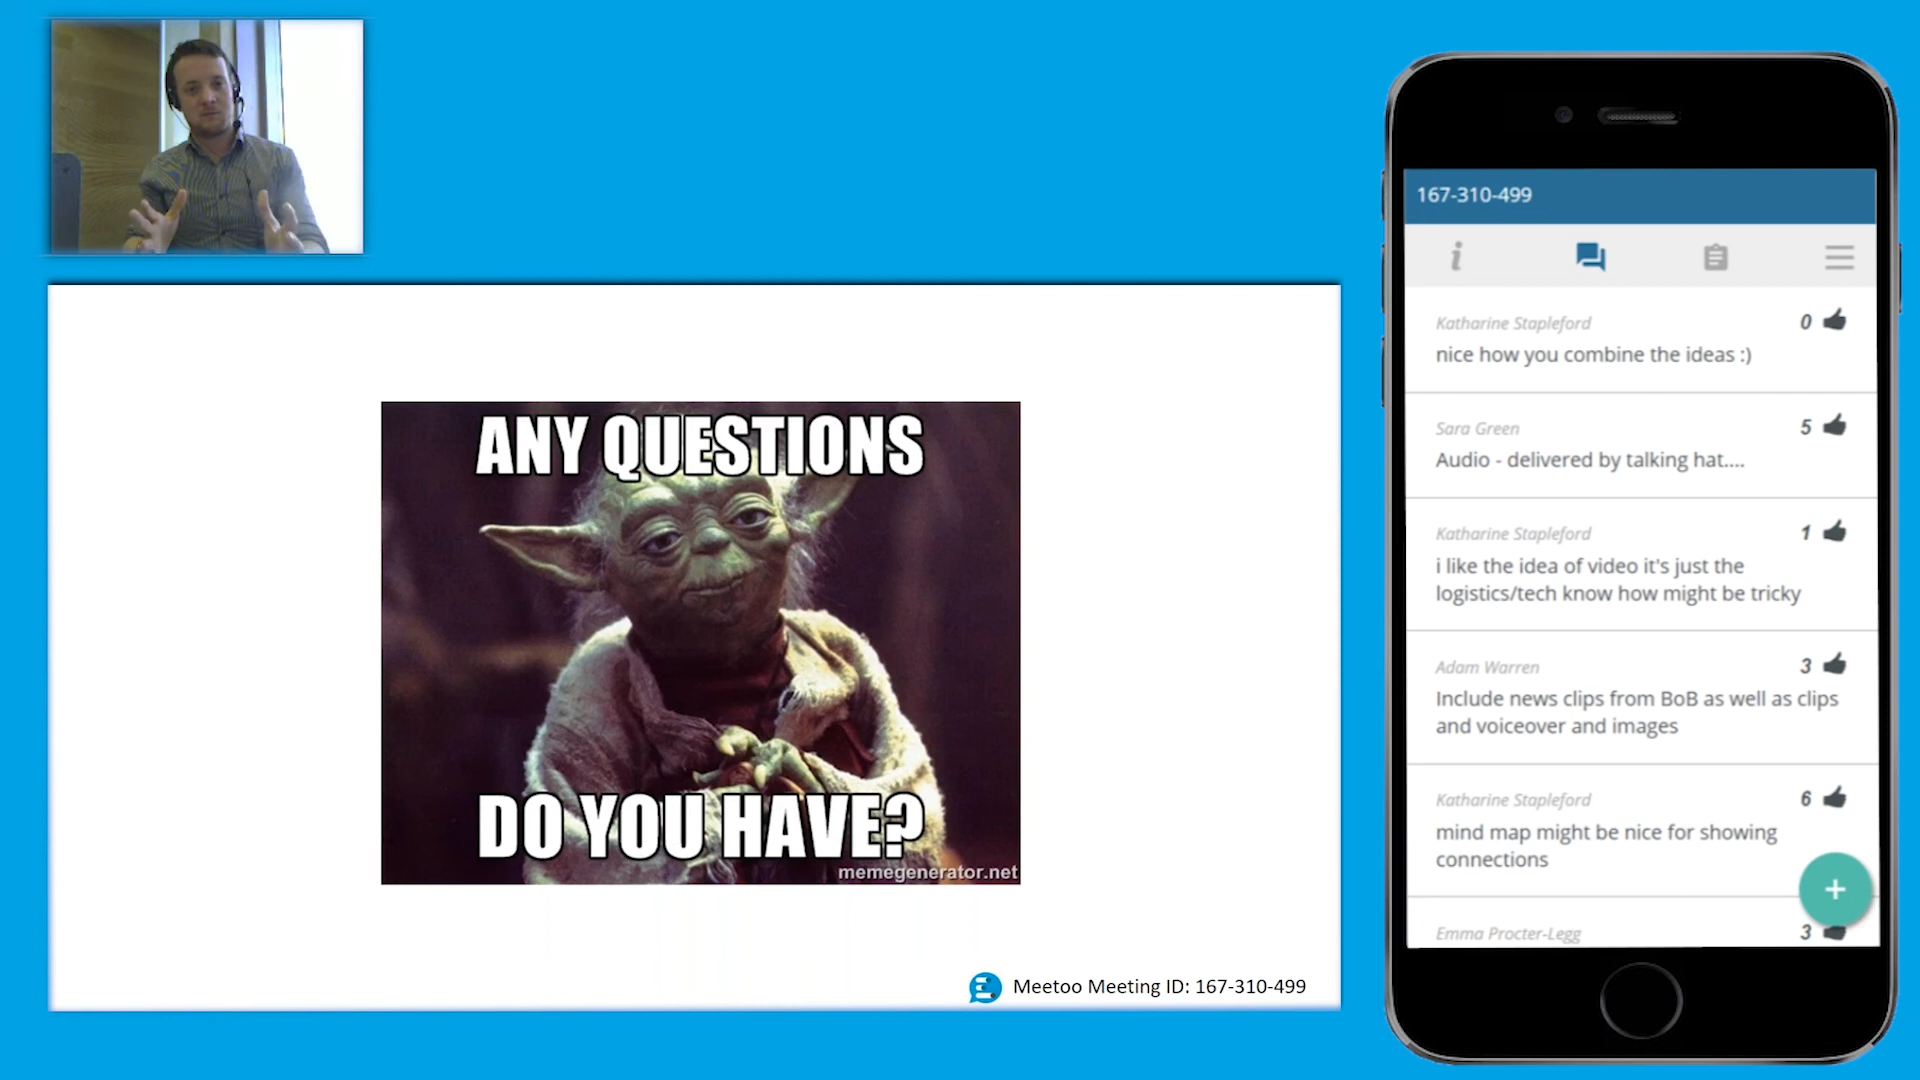 ANY QUESTIONS
DO YOU HAVE?
memegenerator.net
Meetoo Meeting ID: 167-310-499
167-310-499
i
Katharine Stapleford
0
nice how you combine the ideas :)
Sara Green
5
Audio - delivered by talking hat....
Katharine Stapleford
1
i like the idea of video it's just the
logistics/tech know how might be tricky
Adam Warren
3
Include news clips from BoB as well as clips
and voiceover and images
Katharine Stapleford
6
mind map might be nice for showing
connections
+
Emma Procter-Legg
3